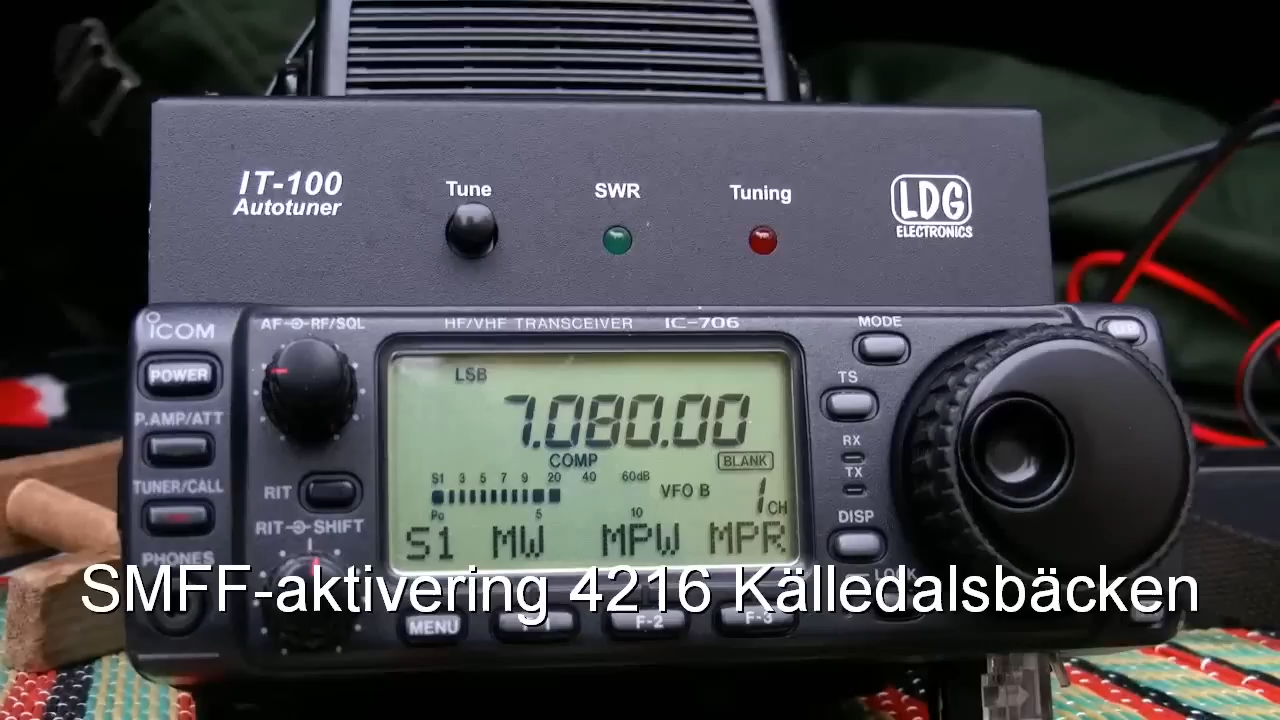 IT-100
Autotuner
Tune
SWR
Tuning
LDG
ELECTRONICS
ICOM
AF RF/SQL
HF/VHF TRANSCEIVER IC-706
MODE
UP
POWER
LSB
TS
P.AMP/ATT
7.080.00
COMP
BLANK
RX
S1 3 5 7 9 20 40 60dB
TX
TUNER/CALL
RIT
VFO B
1CH
Po 5 10
DISP
RIT SHIFT
S1 MW MPW MPR
PHONES
LOCK
SMFF-aktivering 4216 Källedalsbäcken
MENU
F-2
F-3